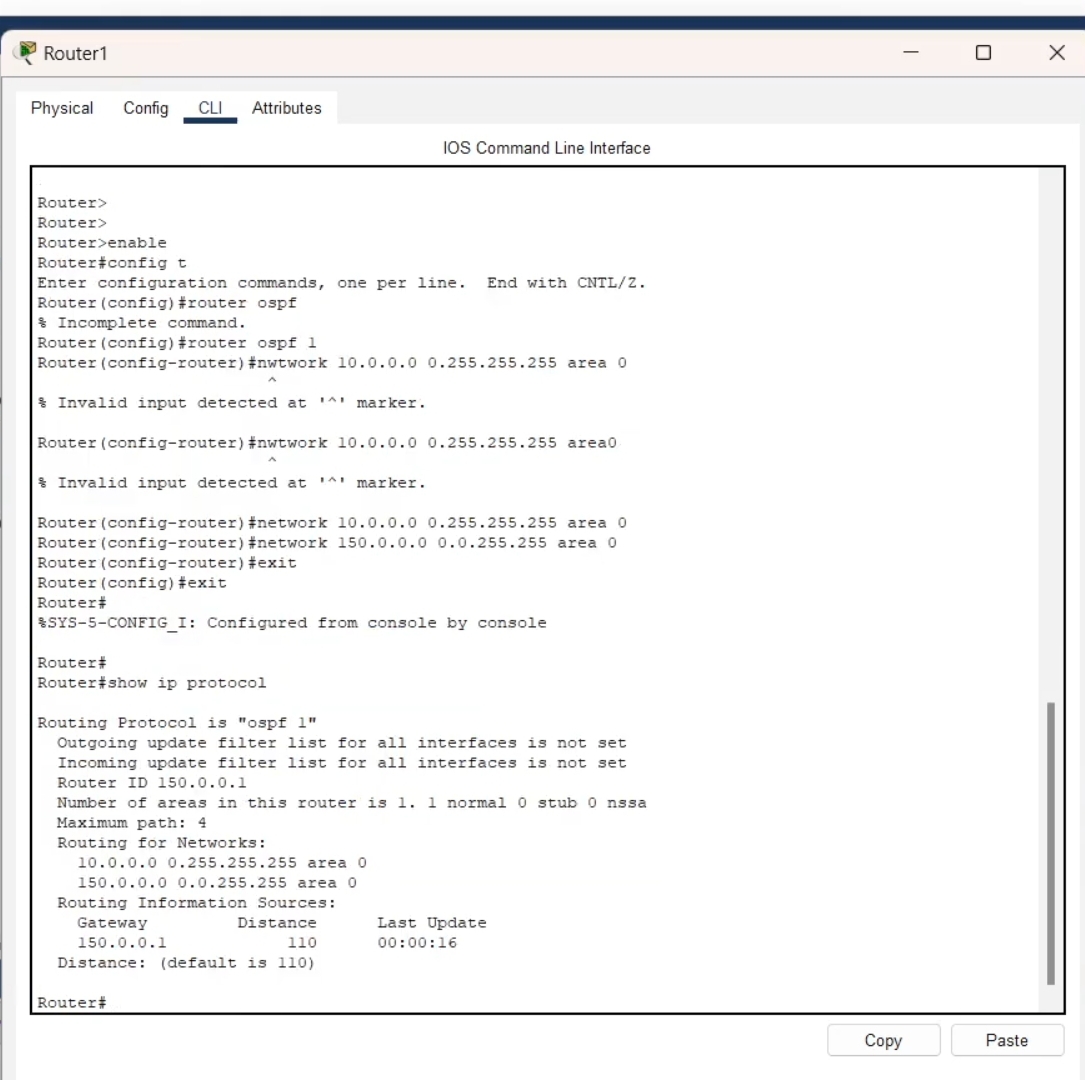 Router1
Physical Config CLI Attributes
IOS Command Line Interface
Router>
Router>
Router>enable
Router#config t
Enter configuration commands, one per line.  End with CNTL/Z.
Router(config)#router ospf
% Incomplete command.
Router(config)#router ospf 1
Router(config-router)#nwtwork 10.0.0.0 0.255.255.255 area 0
^
% Invalid input detected at '^' marker.
Router(config-router)#nwtwork 10.0.0.0 0.255.255.255 area0
^
% Invalid input detected at '^' marker.
Router(config-router)#network 10.0.0.0 0.255.255.255 area 0
Router(config-router)#network 150.0.0.0 0.0.255.255 area 0
Router(config-router)#exit
Router(config)#exit
Router#
%SYS-5-CONFIG_I: Configured from console by console
Router#
Router#show ip protocol
Routing Protocol is "ospf 1"
Outgoing update filter list for all interfaces is not set
Incoming update filter list for all interfaces is not set
Router ID 150.0.0.1
Number of areas in this router is 1. 1 normal 0 stub 0 nssa
Maximum path: 4
Routing for Networks:
10.0.0.0 0.255.255.255 area 0
150.0.0.0 0.0.255.255 area 0
Routing Information Sources:
Gateway Distance Last Update
150.0.0.1 110 00:00:16
Distance: (default is 110)
Router#
Copy Paste